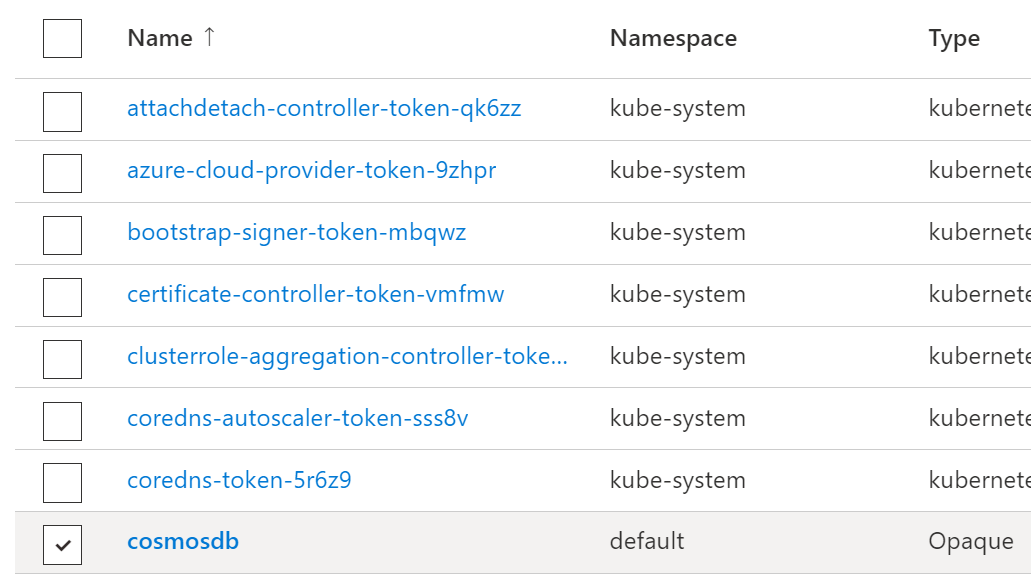 Name ↑ Namespace Type
attachdetach-controller-token-qk6zz kube-system kubernete
azure-cloud-provider-token-9zhpr kube-system kubernete
bootstrap-signer-token-mbqwz kube-system kubernete
certificate-controller-token-vmfmw kube-system kubernete
clusterrole-aggregation-controller-toke... kube-system kubernete
coredns-autoscaler-token-sss8v kube-system kubernete
coredns-token-5r6z9 kube-system kubernete
cosmosdb default Opaque